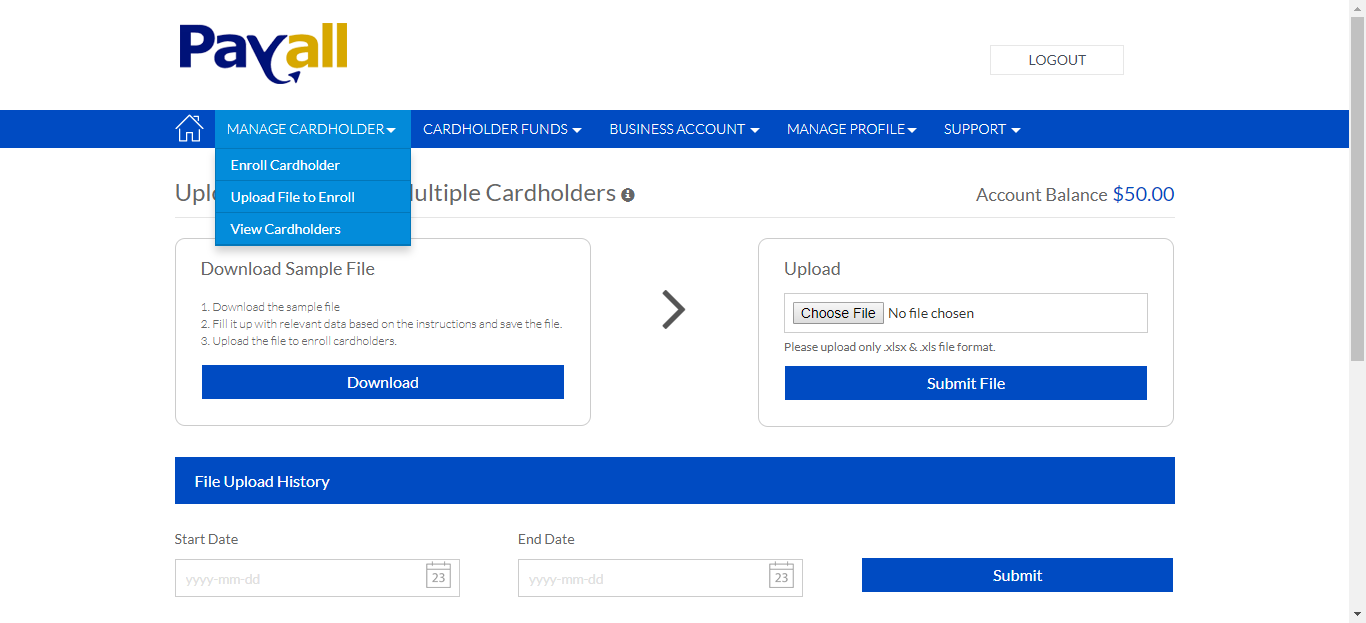 Payall
LOGOUT
MANAGE CARDHOLDER CARDHOLDER FUNDS BUSINESS ACCOUNT MANAGE PROFILE SUPPORT
Enroll Cardholder
Upload File to Enroll
View Cardholders
Multiple Cardholders
Account Balance $50.00
Download Sample File
1. Download the sample file
2. Fill it up with relevant data based on the instructions and save the file.
3. Upload the file to enroll cardholders.
Download
Upload
Choose File No file chosen
Please upload only .xlsx & .xls file format.
Submit File
File Upload History
Start Date
End Date
yyyy-mm-dd 23
yyyy-mm-dd 23
Submit